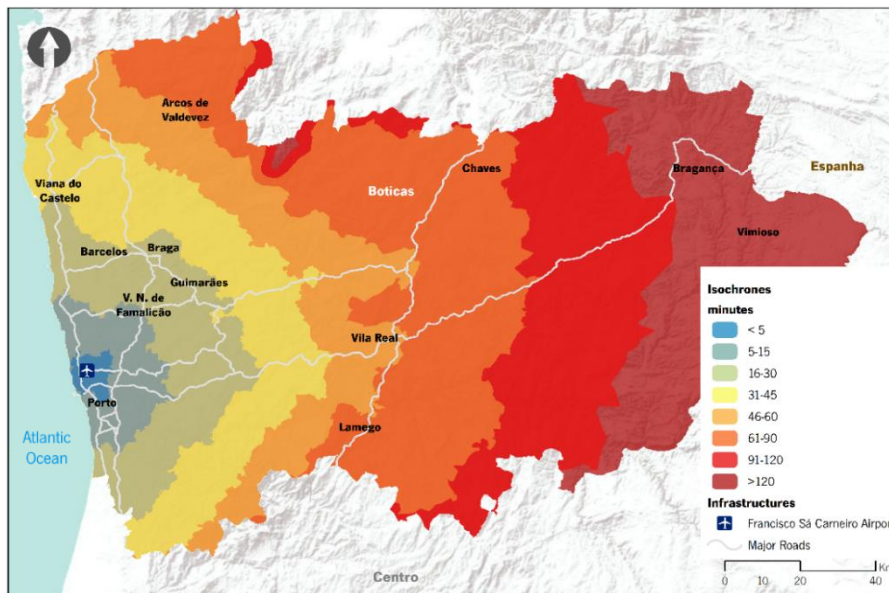 Arcos de
Valdevez
Chaves
Bragança
Espanha
Viana do
Castelo
Boticas
Vimioso
Barcelos
Braga
Guimarães
V. N. de
Famalicão
Vila Real
Porto
Lamego
Atlantic
Ocean
Centro
Isochrones
minutes
< 5
5-15
16-30
31-45
46-60
61-90
91-120
>120
Infrastructures
Francisco Sá Carneiro Airpor
Major Roads
0 10 20 40 Km